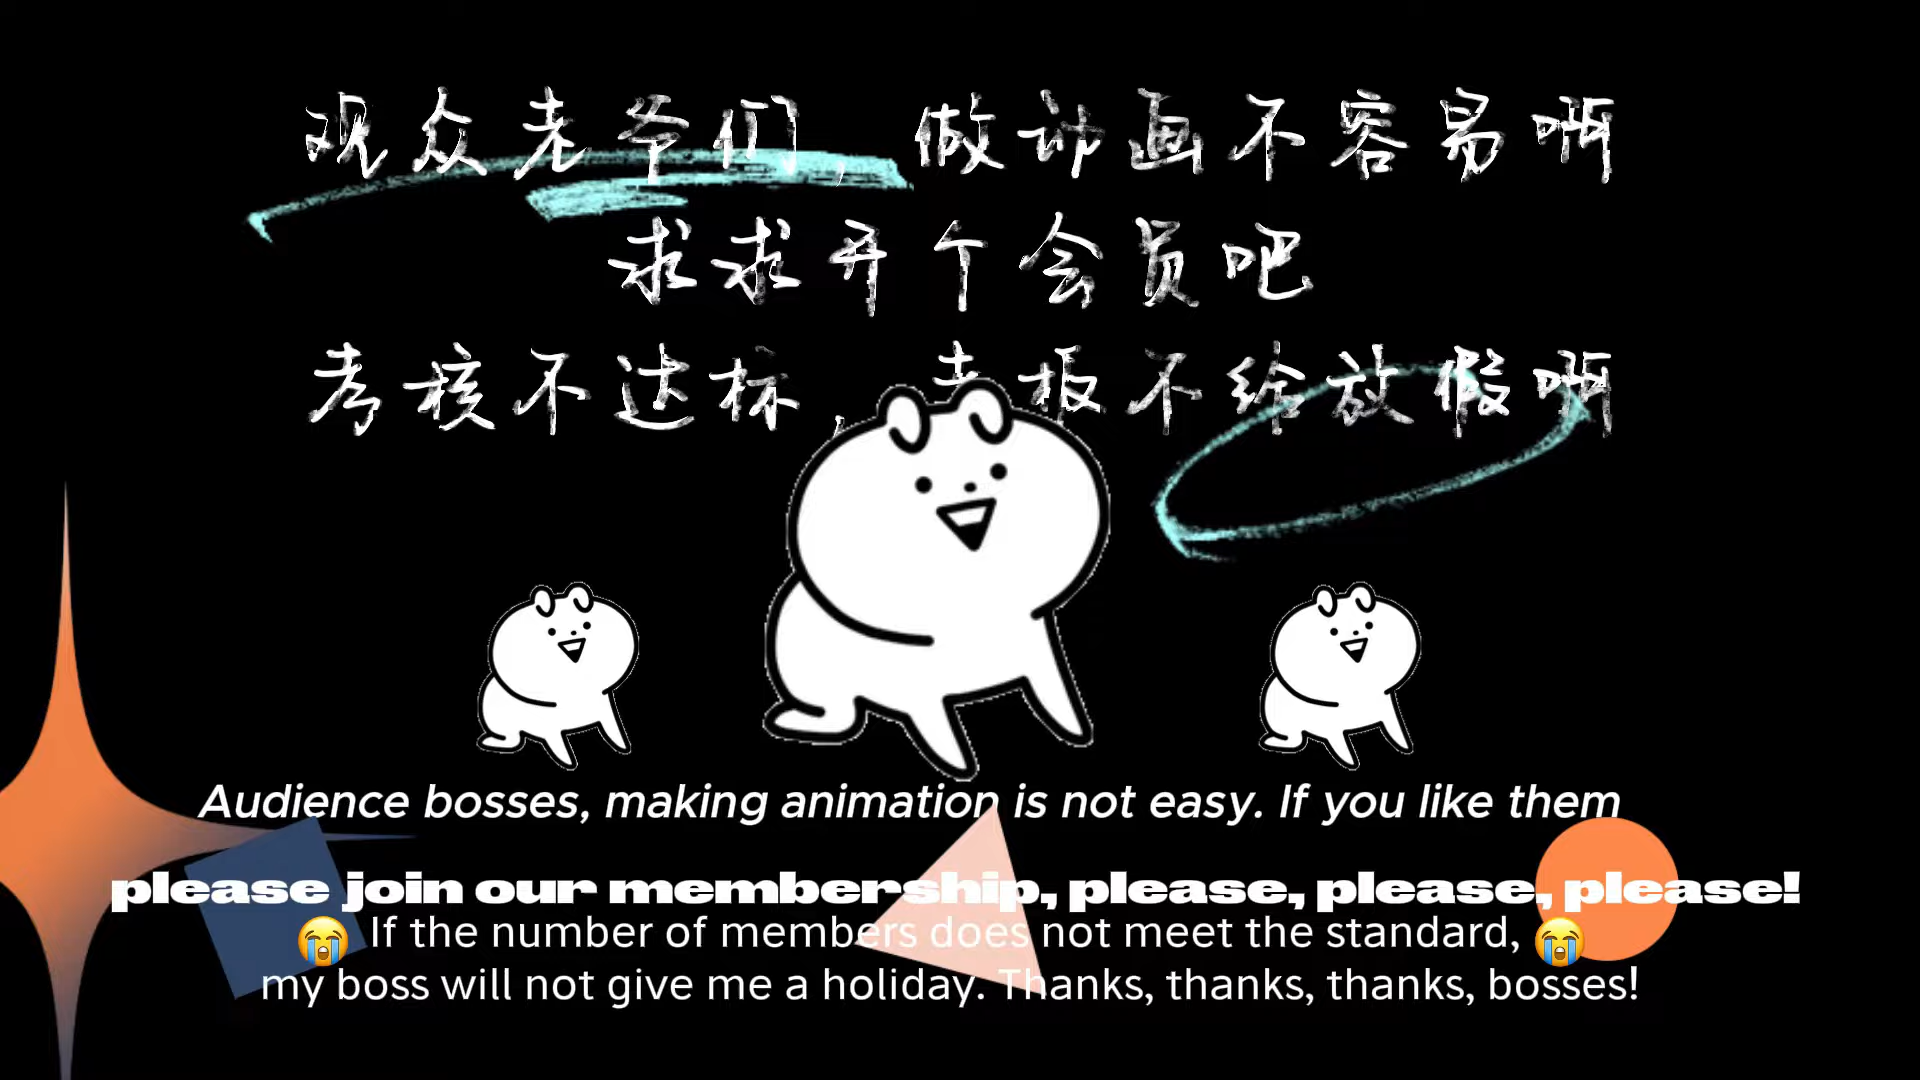 观众老爷们，做动画不容易啊
求求开个会员吧
考核不达标，老板不给放假啊
Audience bosses, making animation is not easy. If you like them
please join our membership, please, please, please!
😭 If the number of members does not meet the standard, 😭
my boss will not give me a holiday. Thanks, thanks, thanks, bosses!